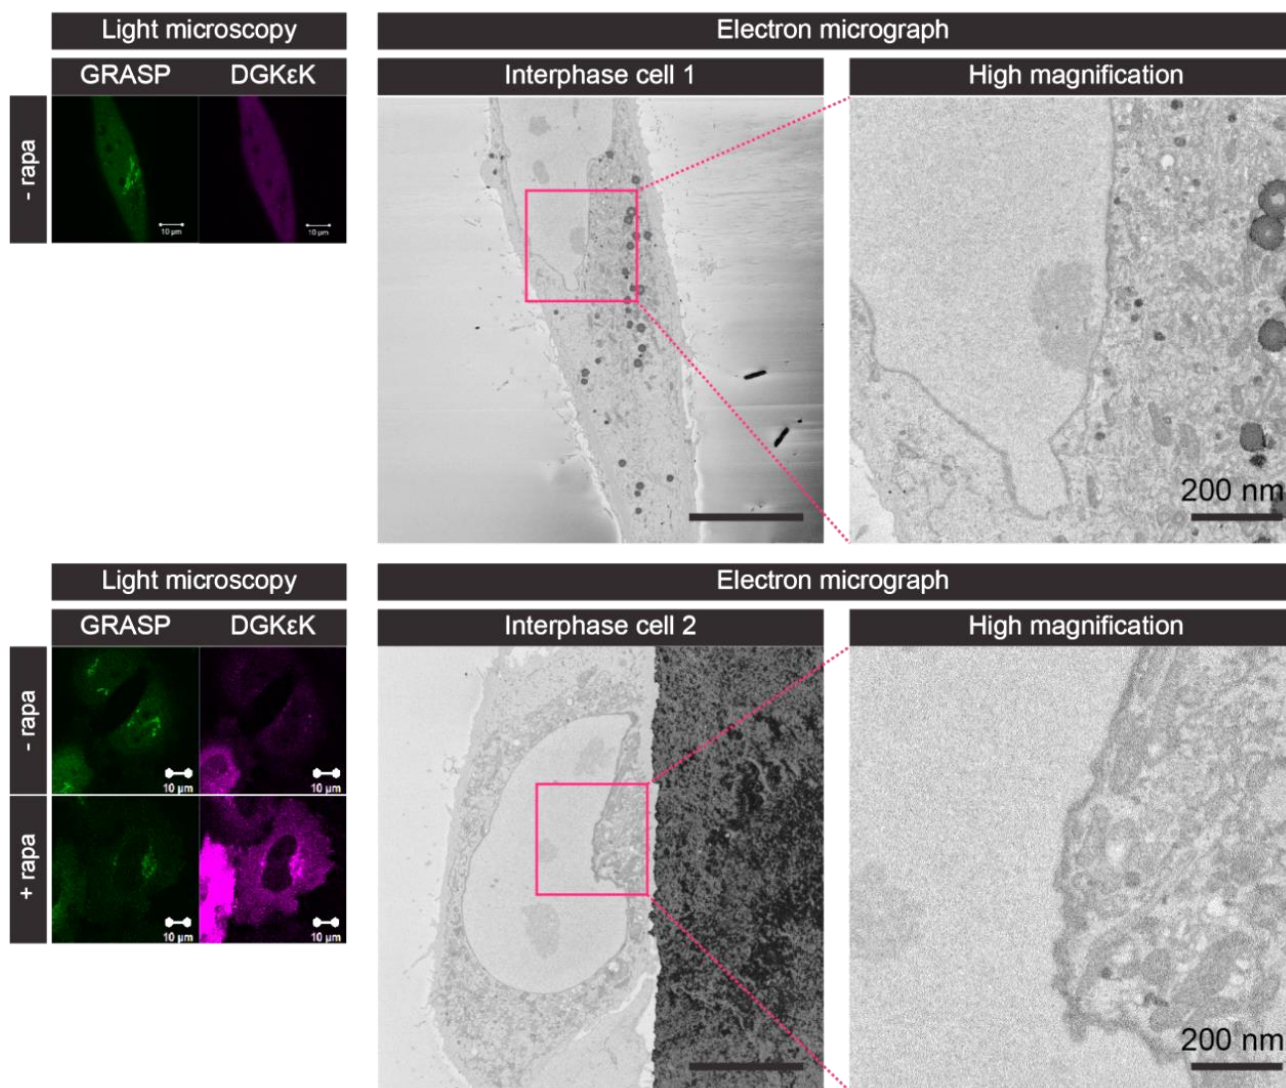 Light microscopy
Electron micrograph
GRASP
DGKεK
Interphase cell 1
High magnification
- rapa
10 µm
10 µm
200 nm
Light microscopy
Electron micrograph
GRASP
DGKεK
Interphase cell 2
High magnification
- rapa
10 µm
10 µm
+ rapa
10 µm
10 µm
200 nm